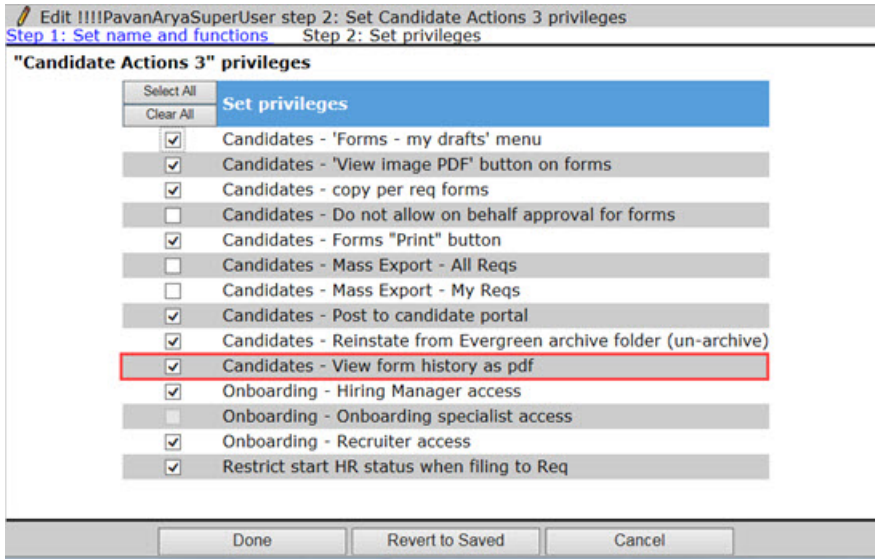 Edit !!!!PavanAryaSuperUser step 2: Set Candidate Actions 3 privileges
Step 1: Set name and functions Step 2: Set privileges
"Candidate Actions 3" privileges
Select All
Clear All
Set privileges
Candidates - 'Forms - my drafts' menu
Candidates - 'View image PDF' button on forms
Candidates - copy per req forms
Candidates - Do not allow on behalf approval for forms
Candidates - Forms "Print" button
Candidates - Mass Export - All Reqs
Candidates - Mass Export - My Reqs
Candidates - Post to candidate portal
Candidates - Reinstate from Evergreen archive folder (un-archive)
Candidates - View form history as pdf
Onboarding - Hiring Manager access
Onboarding - Onboarding specialist access
Onboarding - Recruiter access
Restrict start HR status when filing to Req
Done Revert to Saved Cancel